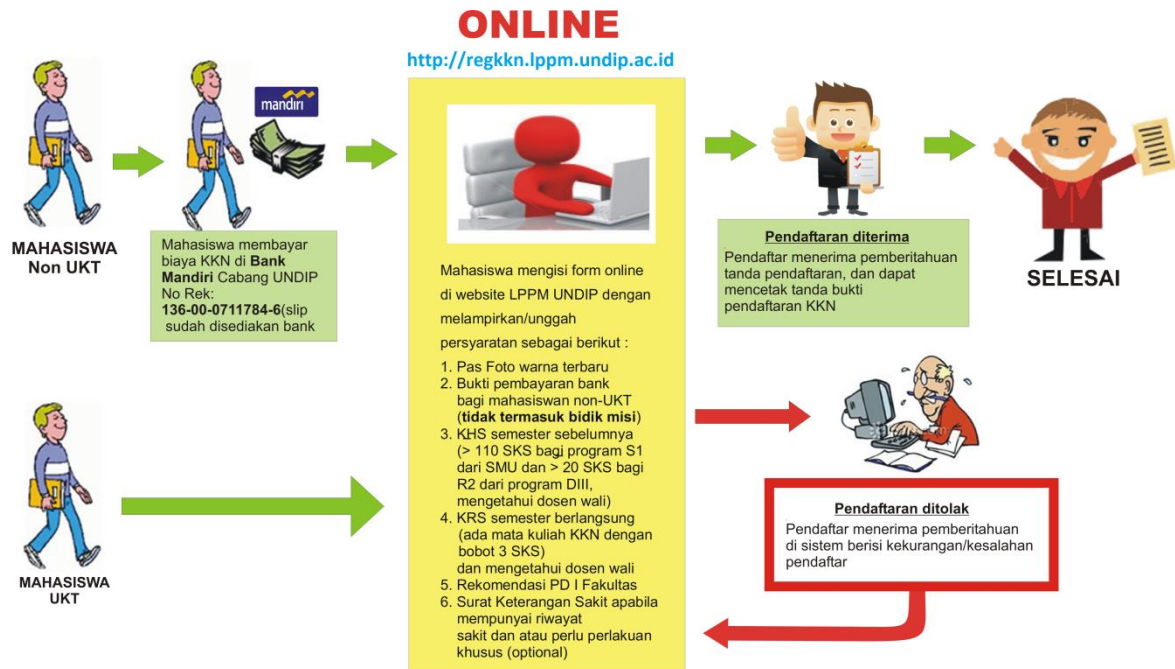 ONLINE
http://regkkn.lppm.undip.ac.id
mandiri
MAHASISWA
Non UKT
Mahasiswa membayar
biaya KKN di Bank
Mandiri Cabang UNDIP
No Rek:
136-00-0711784-6(slip
sudah disediakan bank
Mahasiswa mengisi form online
di website LPPM UNDIP dengan
melampirkan/unggah
persyaratan sebagai berikut :
1. Pas Foto warna terbaru
2. Bukti pembayaran bank
bagi mahasiswan non-UKT
(tidak termasuk bidik misi)
3. KHS semester sebelumnya
(> 110 SKS bagi program S1
dari SMU dan > 20 SKS bagi
R2 dari program DIII,
mengetahui dosen wali)
4. KRS semester berlangsung
(ada mata kuliah KKN dengan
bobot 3 SKS)
dan mengetahui dosen wali
5. Rekomendasi PD I Fakultas
6. Surat Keterangan Sakit apabila
mempunyai riwayat
sakit dan atau perlu perlakuan
khusus (optional)
Pendaftaran diterima
Pendaftar menerima pemberitahuan
tanda pendaftaran, dan dapat
mencetak tanda bukti
pendaftaran KKN
SELESAI
MAHASISWA
UKT
Pendaftaran ditolak
Pendaftar menerima pemberitahuan
di sistem berisi kekurangan/kesalahan
pendaftar